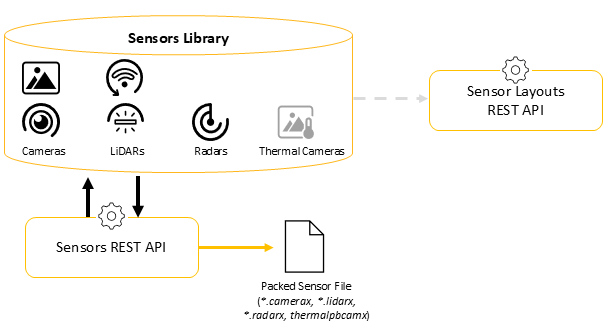 Sensors Library
Cameras
LiDARs
Radars
Thermal Cameras
Sensor Layouts
REST API
Sensors REST API
Packed Sensor File
(*.camerax, *.lidarx,
*.radarx, thermalpbcamx)